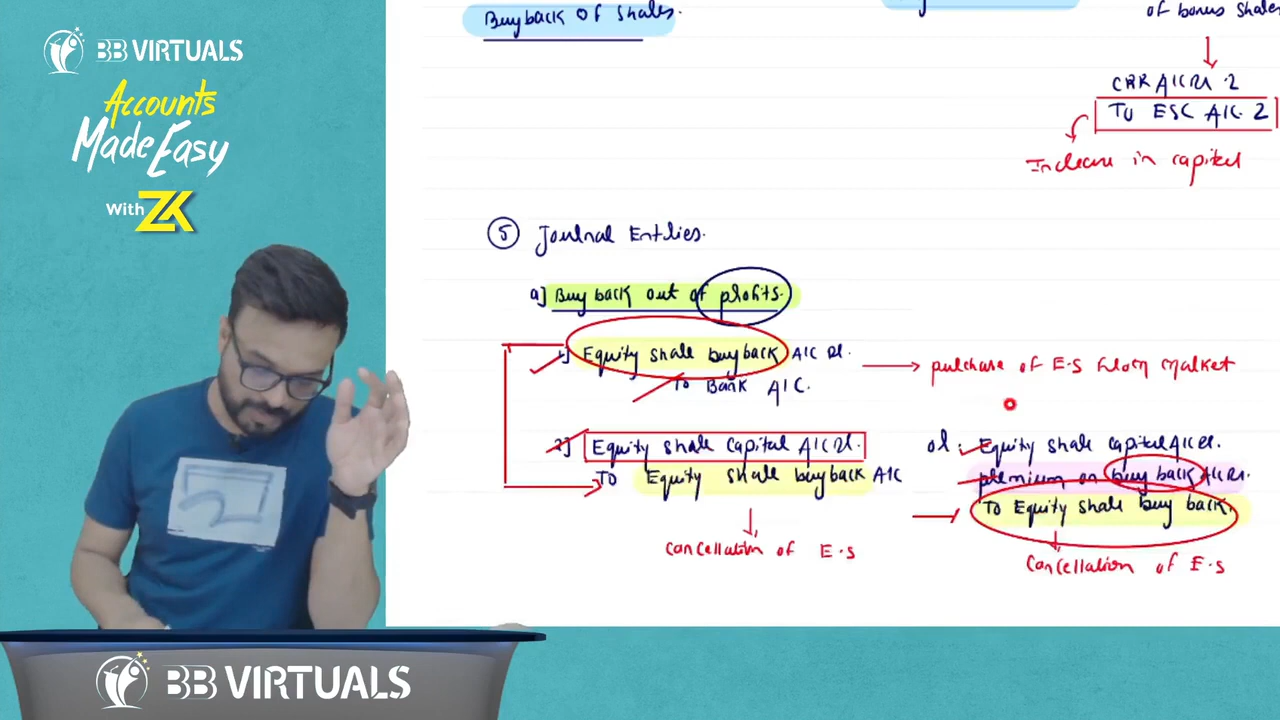 BB VIRTUALS
Accounts
Made Easy
With ZK
Buyback of shares.
of bonus shares
CRR A/C Dr. 2
TO ESC A/C. 2
Increase in capital
5 Journal Entries.
a] Buy back out of profits.
1] Equity share buyback A/C Dr.
To Bank A/C.
purchase of E.S from market
2] Equity share capital A/C Dr.
TO Equity share buyback A/C
Cancellation of E.S
or : Equity share capital A/C Dr.
premium on buy back A/C Dr.
To Equity share buy back.
Cancellation of E.S
BB VIRTUALS